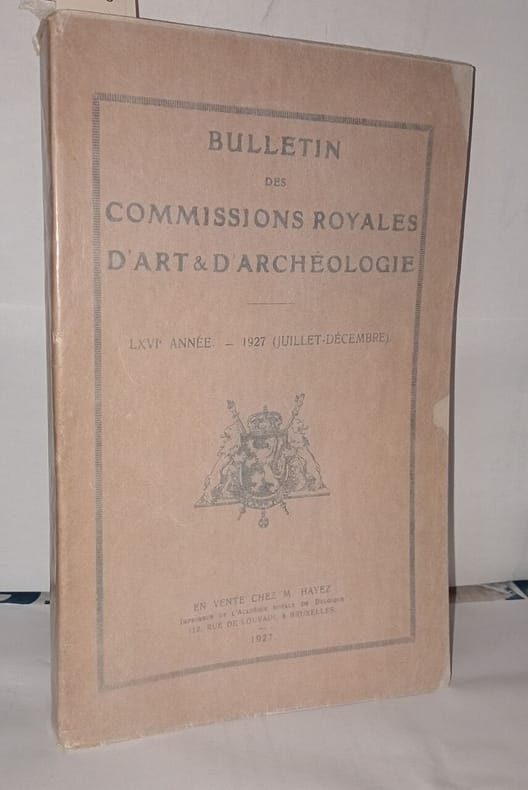 BULLETIN
DES
COMMISSIONS ROYALES
D'ART & D'ARCHÉOLOGIE
LXVIe ANNÉE. — 1927 (JUILLET-DÉCEMBRE).
EN VENTE CHEZ M. HAYEZ
IMPRIMEUR DE L'ACADÉMIE ROYALE DE BELGIQUE
112, RUE DE LOUVAIN, À BRUXELLES.
1927